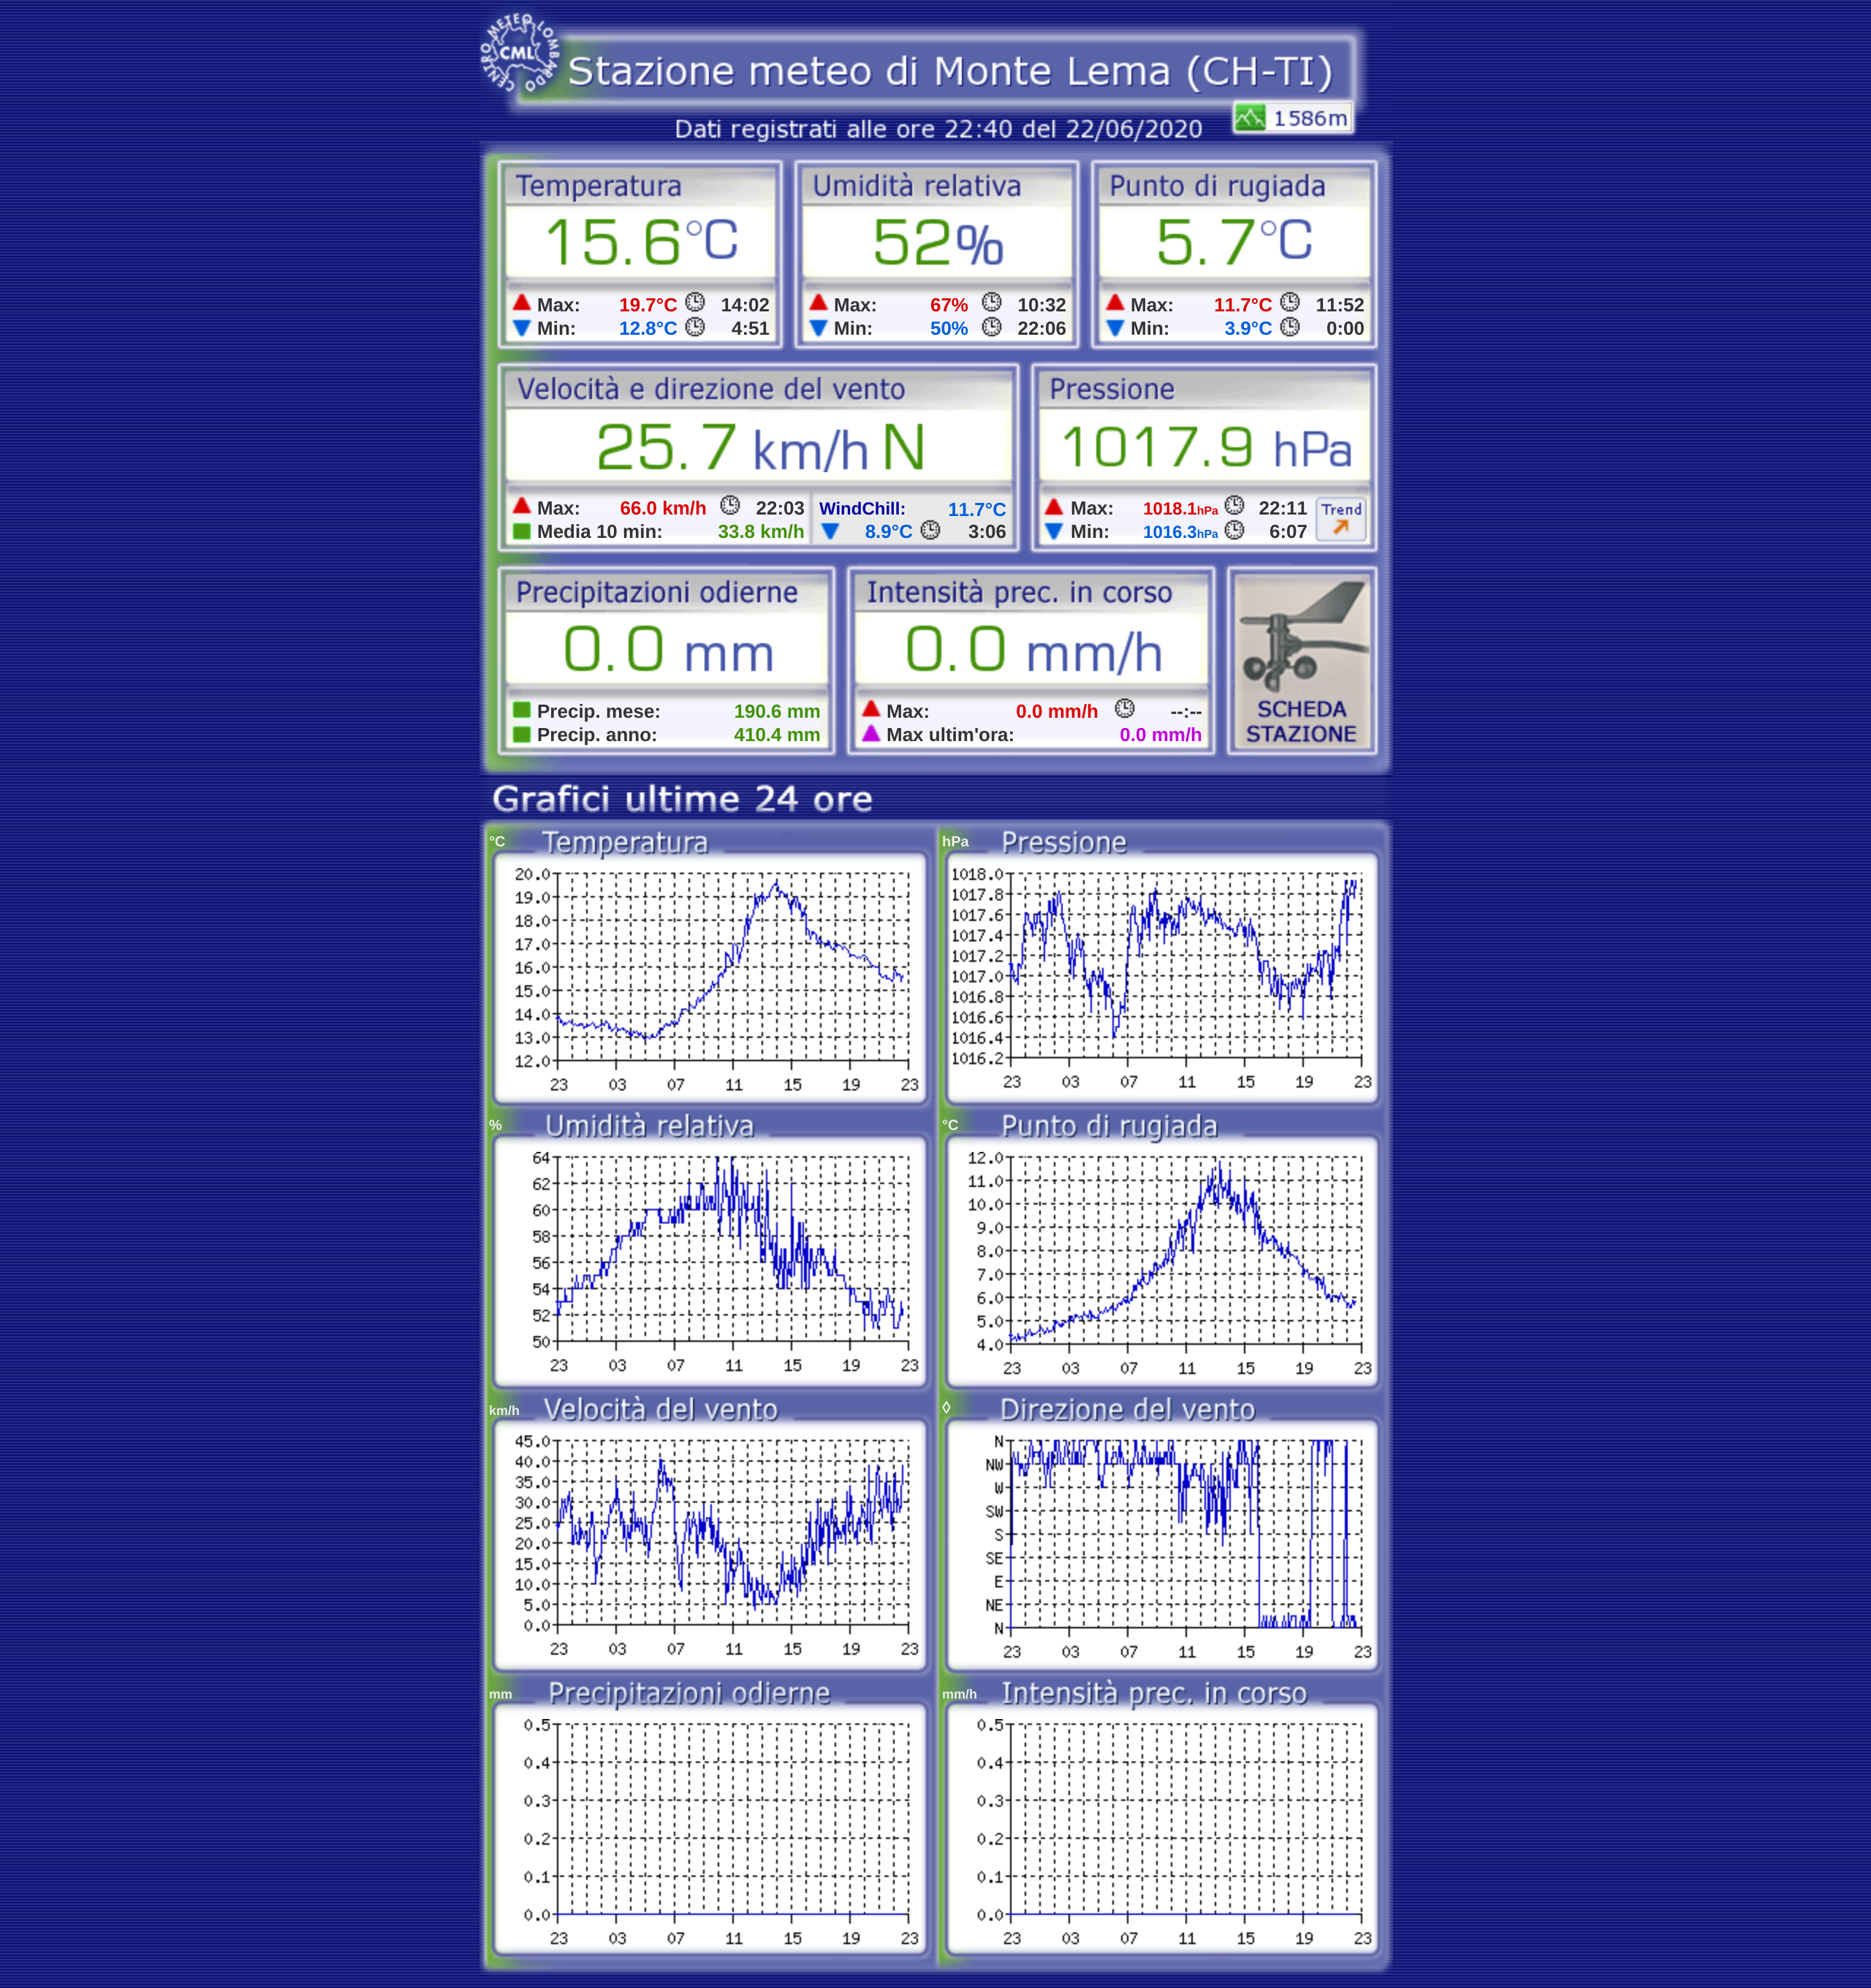 CENTRO METEO LOMBARDO
CML
Stazione meteo di Monte Lema (CH-TI)
1586m
Dati registrati alle ore 22:40 del 22/06/2020
Temperatura
15.6°C
Max: 19.7°C 14:02
Min: 12.8°C 4:51
Umidità relativa
52%
Max: 67% 10:32
Min: 50% 22:06
Punto di rugiada
5.7°C
Max: 11.7°C 11:52
Min: 3.9°C 0:00
Velocità e direzione del vento
25.7 km/h N
Max: 66.0 km/h 22:03
Media 10 min: 33.8 km/h
WindChill: 11.7°C
8.9°C 3:06
Pressione
1017.9 hPa
Max: 1018.1hPa 22:11
Min: 1016.3hPa 6:07
Trend
Precipitazioni odierne
0.0 mm
Precip. mese: 190.6 mm
Precip. anno: 410.4 mm
Intensità prec. in corso
0.0 mm/h
Max: 0.0 mm/h --:--
Max ultim'ora: 0.0 mm/h
SCHEDA
STAZIONE
Grafici ultime 24 ore
°C Temperatura
20.0
19.0
18.0
17.0
16.0
15.0
14.0
13.0
12.0
23 03 07 11 15 19 23
hPa Pressione
1018.0
1017.8
1017.6
1017.4
1017.2
1017.0
1016.8
1016.6
1016.4
1016.2
23 03 07 11 15 19 23
% Umidità relativa
64
62
60
58
56
54
52
50
23 03 07 11 15 19 23
°C Punto di rugiada
12.0
11.0
10.0
9.0
8.0
7.0
6.0
5.0
4.0
23 03 07 11 15 19 23
km/h Velocità del vento
45.0
40.0
35.0
30.0
25.0
20.0
15.0
10.0
5.0
0.0
23 03 07 11 15 19 23
◊ Direzione del vento
N
NW
W
SW
S
SE
E
NE
N
23 03 07 11 15 19 23
mm Precipitazioni odierne
0.5
0.4
0.3
0.2
0.1
0.0
23 03 07 11 15 19 23
mm/h Intensità prec. in corso
0.5
0.4
0.3
0.2
0.1
0.0
23 03 07 11 15 19 23